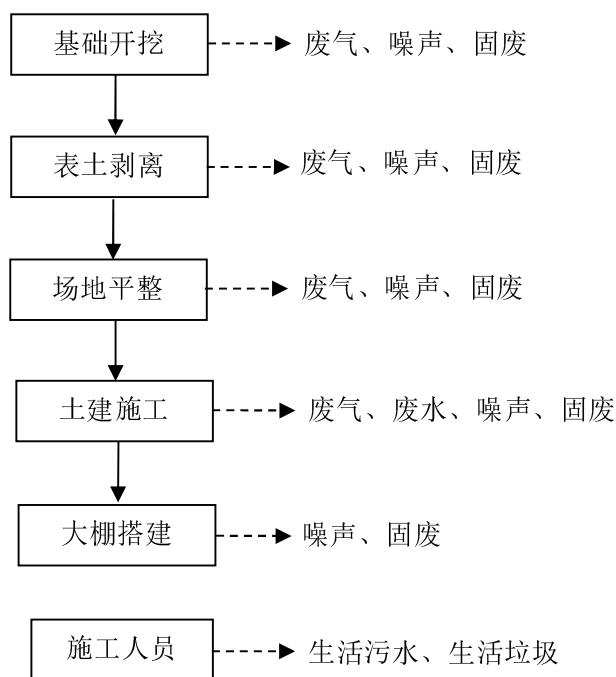 基础开挖 废气、噪声、固废
表土剥离 废气、噪声、固废
场地平整 废气、噪声、固废
土建施工 废气、废水、噪声、固废
大棚搭建 噪声、固废
施工人员 生活污水、生活垃圾